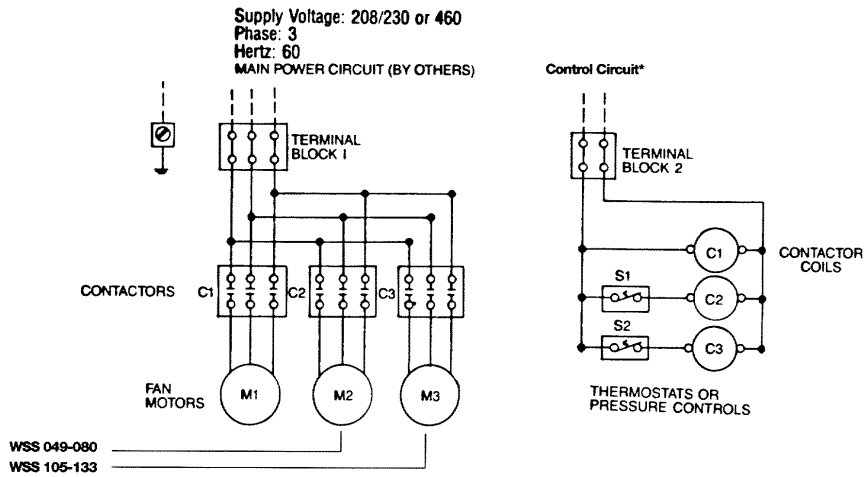 Supply Voltage: 208/230 or 460
Phase: 3
Hertz: 60
MAIN POWER CIRCUIT (BY OTHERS)
Control Circuit*
TERMINAL
BLOCK 1
TERMINAL
BLOCK 2
C1
CONTACTOR
COILS
S1
C2
CONTACTORS
C1
C2
C3
S2
C3
FAN
MOTORS
M1
M2
M3
THERMOSTATS OR
PRESSURE CONTROLS
WSS 049-080
WSS 105-133